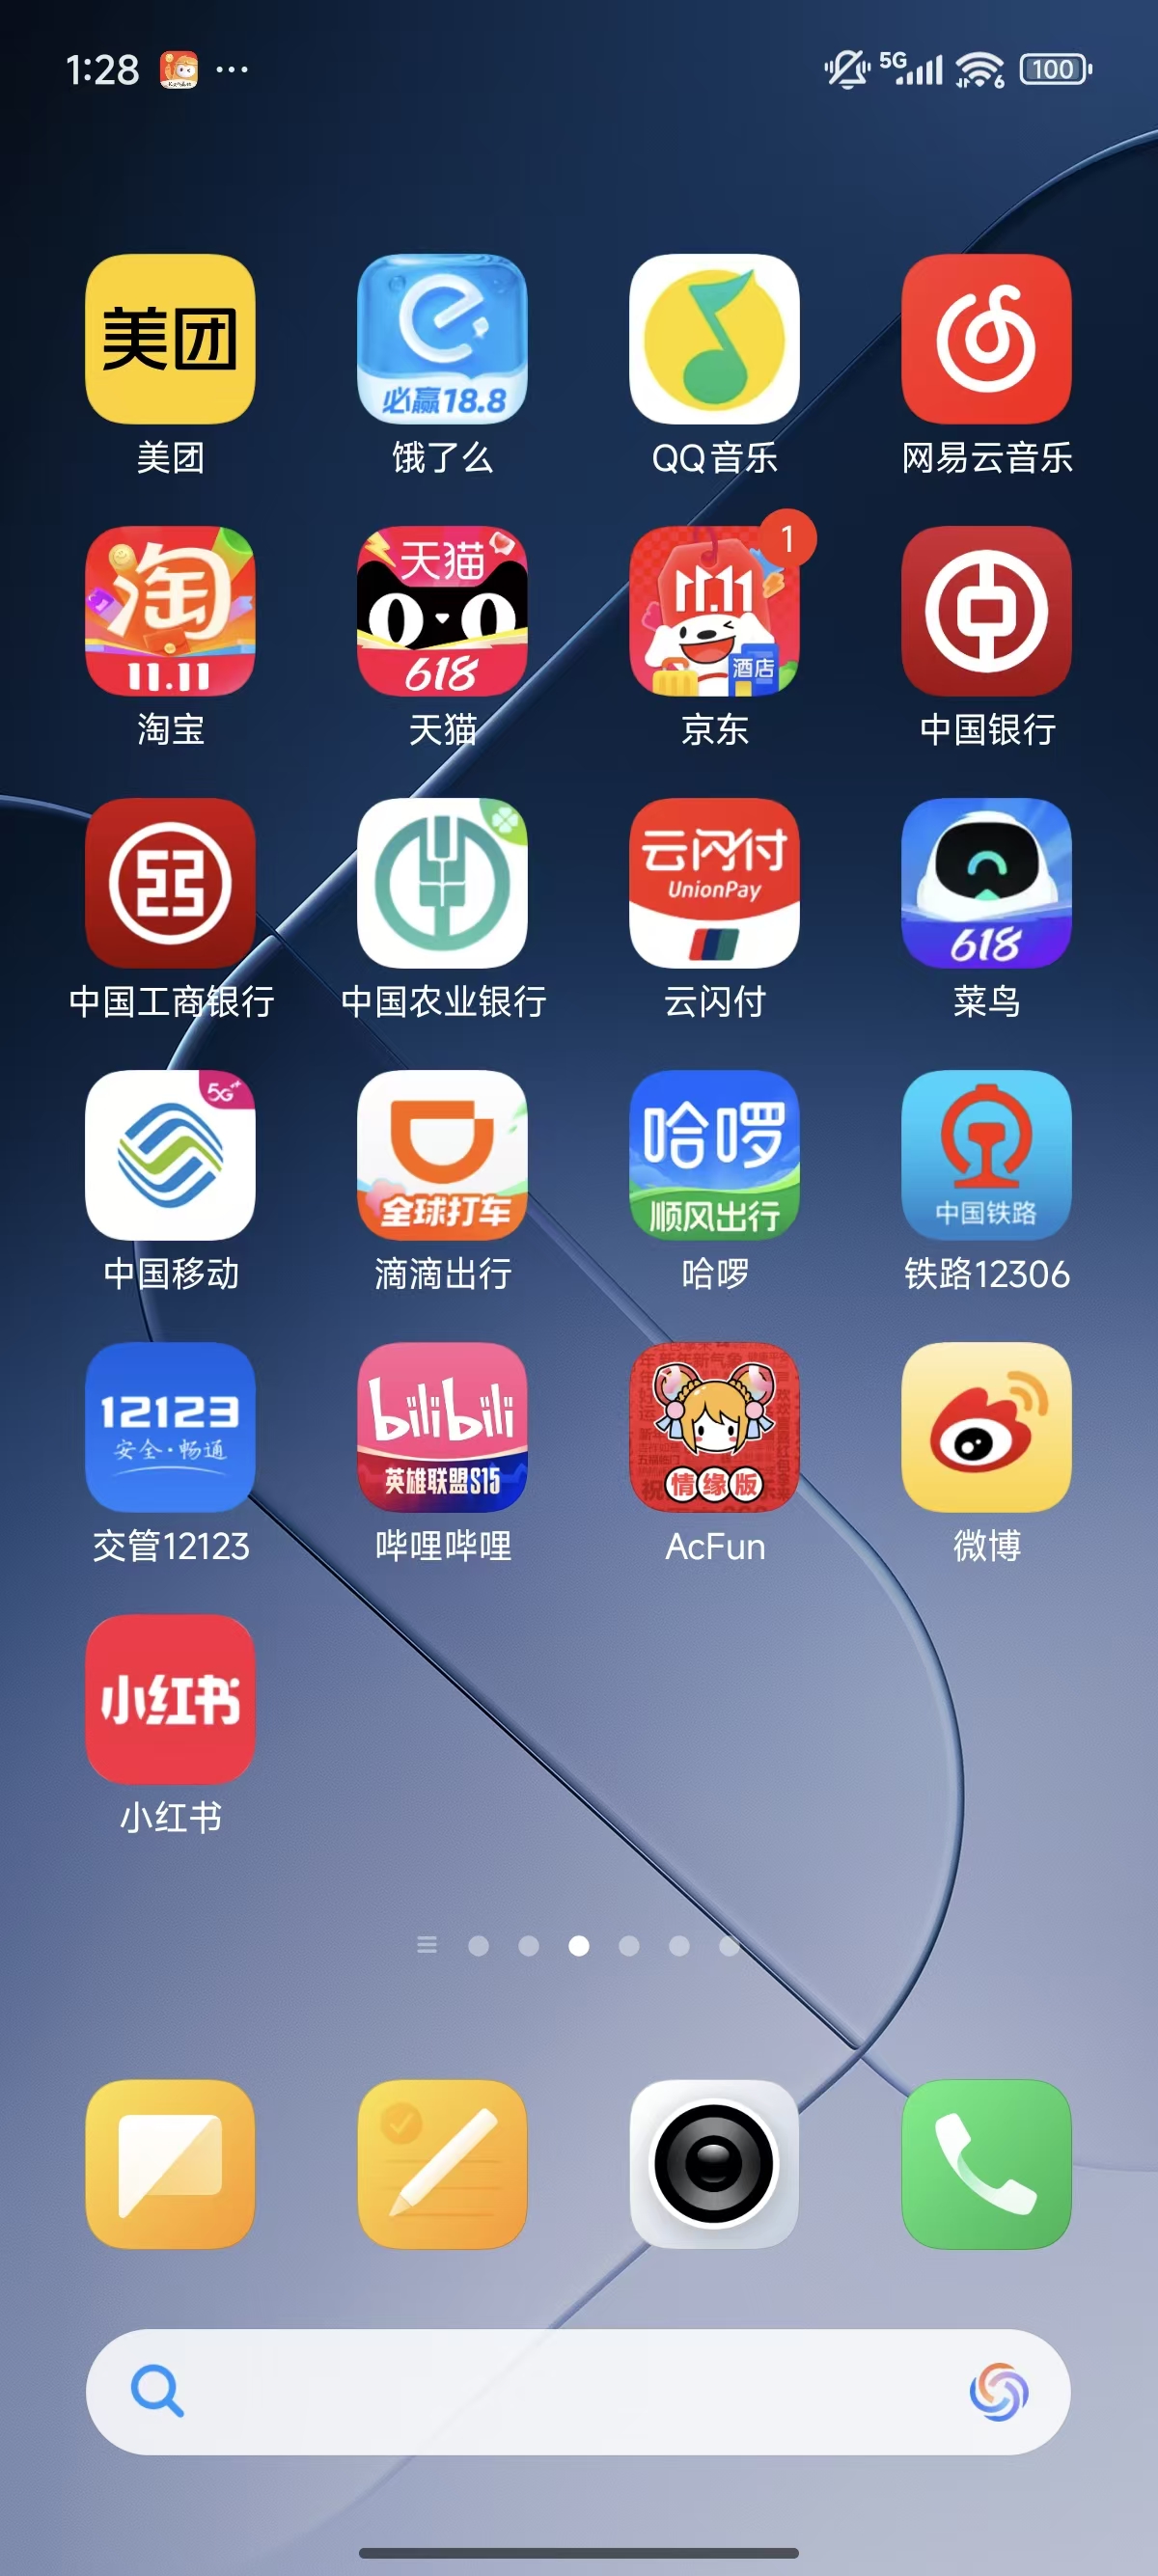 1:28 ··· 5G 6 100
美团
必赢18.8
美团 饿了么 QQ音乐 网易云音乐
淘 天猫 1
11.11 618 11.11 酒店
淘宝 天猫 京东 中国银行
云闪付
UnionPay
618
中国工商银行 中国农业银行 云闪付 菜鸟
5G++ 哈啰
全球打车 顺风出行 中国铁路
中国移动 滴滴出行 哈啰 铁路12306
12123 bilibili
安全·畅通 英雄联盟S15 情缘版
交管12123 哔哩哔哩 AcFun 微博
小红书
小红书